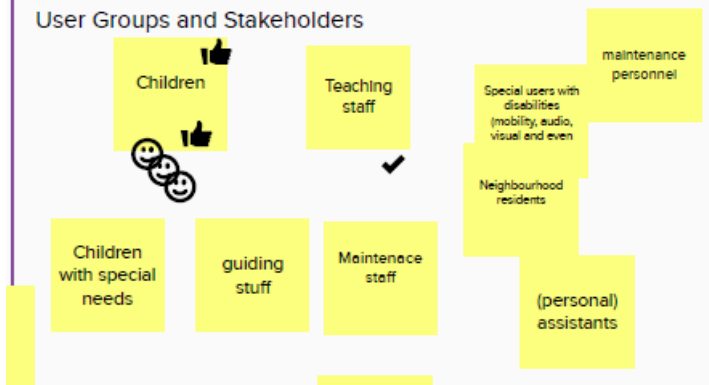 User Groups and Stakeholders
Children
Teaching
staff
Special users with
disabilities
(mobility, audio,
visual and even
maintenance
personnel
Neighbourhood
residents
Children
with special
needs
guiding
stuff
Maintenace
staff
(personal)
assistants